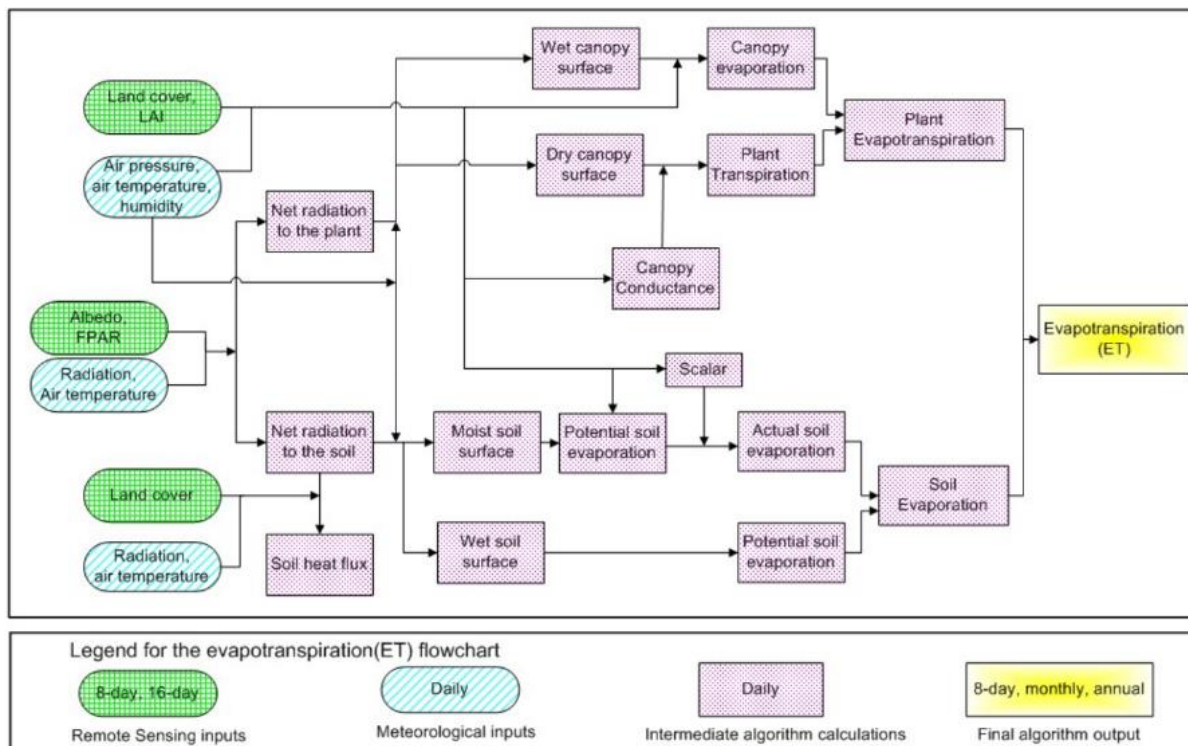 Wet canopy
surface
Canopy
evaporation
Land cover,
LAI
Plant
Evapotranspiration
Air pressure,
air temperature,
humidity
Dry canopy
surface
Plant
Transpiration
Net radiation
to the plant
Canopy
Conductance
Albedo,
FPAR
Radiation,
Air temperature
Evapotranspiration
(ET)
Scalar
Net radiation
to the soil
Moist soil
surface
Potential soil
evaporation
Actual soil
evaporation
Land cover
Soil
Evaporation
Radiation,
air temperature
Soil heat flux
Wet soil
surface
Potential soil
evaporation
Legend for the evapotranspiration(ET) flowchart
8-day, 16-day
Daily
Daily
8-day, monthly, annual
Remote Sensing inputs
Meteorological inputs
Intermediate algorithm calculations
Final algorithm output